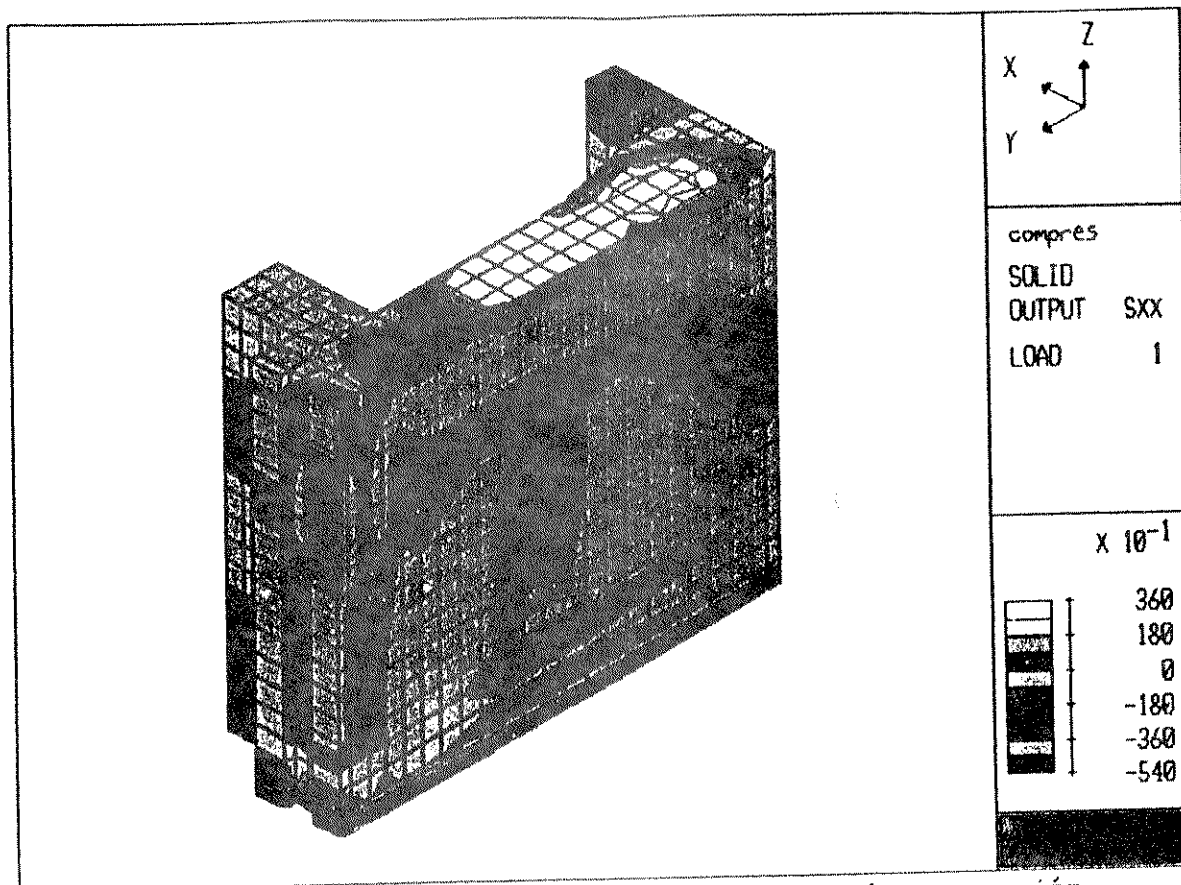 Z
X
Y
compres
SOLID
OUTPUT SXX
LOAD 1
X 10⁻¹
360
180
0
-180
-360
-540